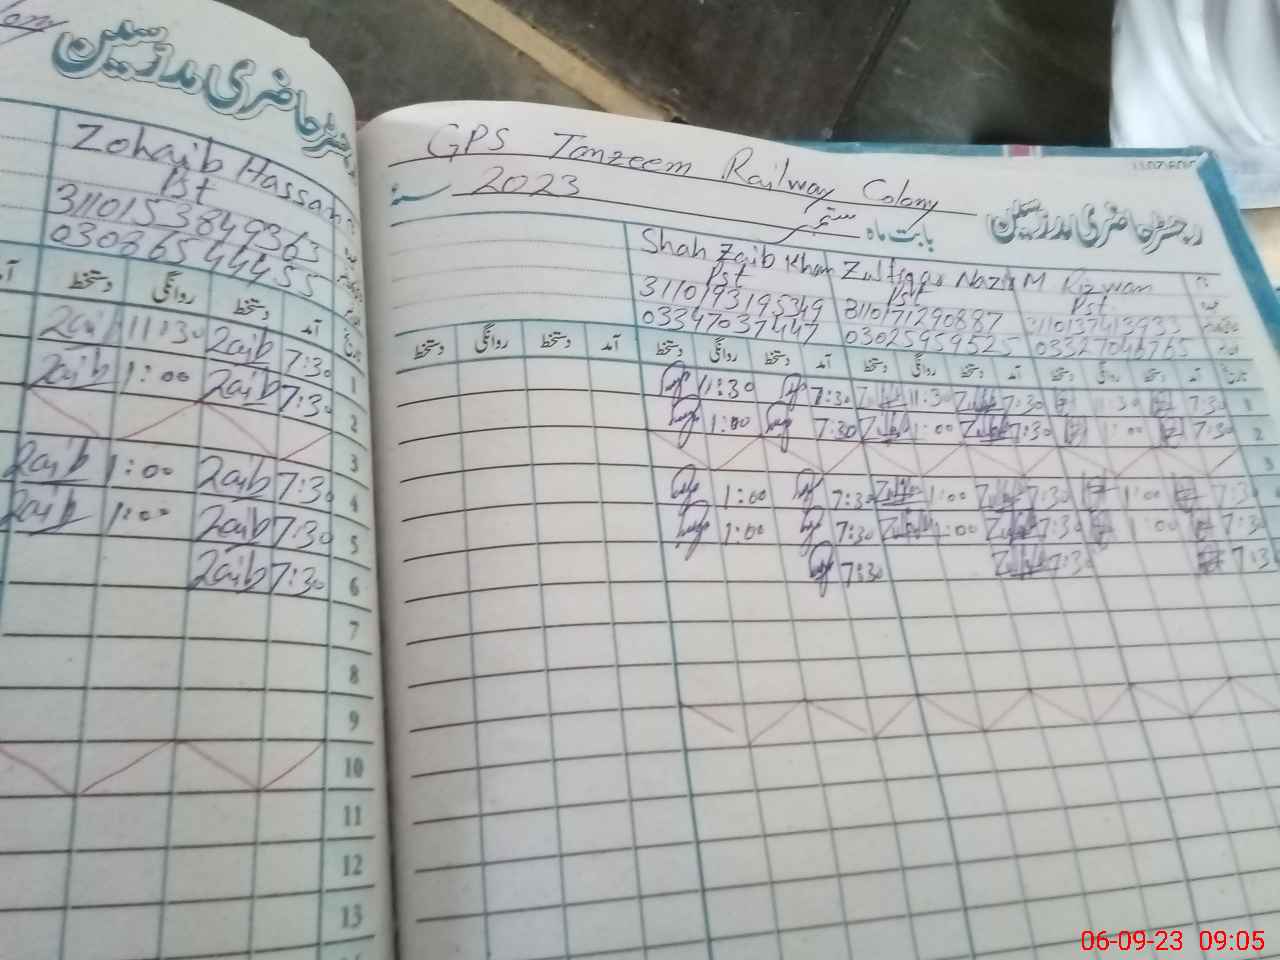 رجسٹر حاضری مدرسین
Zohaib Hassan
Pst
3110153849363
03086544455
دستخط روانگی دستخط آمد تاریخ
Zaib 11:30 Zaib 7:30 1
Zaib 1:00 Zaib 7:30 2
3
Zaib 1:00 Zaib 7:30 4
Zaib 1:00 Zaib 7:30 5
Zaib 7:30 6
7
8
9
10
11
12
13
GPS Tanzeem Railway Colony
2023
بابت ماہ ستمبر
رجسٹر حاضری مدرسین
Shah Zaib Khan Zulfiqar Nazir M Rizwan
Pst Pst Pst
3110193195349 3110171290887 3110137413933
03347037447 03025959525 03327046765
دستخط روانگی دستخط آمد دستخط روانگی دستخط آمد دستخط روانگی دستخط آمد دستخط روانگی دستخط آمد تاریخ
11:30 7:30 11:30 7:30 11:30 7:30 1
1:00 7:30 1:00 7:30 1:00 7:30 2
3
1:00 7:30 1:00 7:30 1:00 7:30
1:00 7:30 1:00 7:30 1:00 7:30
7:30 7:30 7:30
06-09-23 09:05